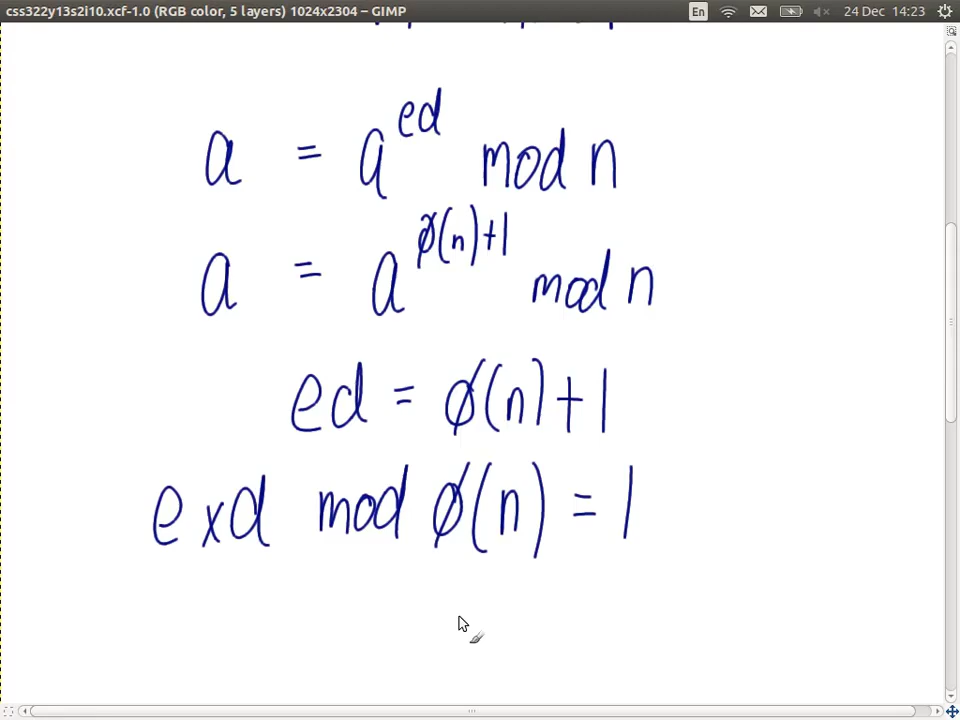 css322y13s2i10.xcf-1.0 (RGB color, 5 layers) 1024x2304 – GIMP En 24 Dec 14:23
a = a^ed mod n
a = a^ϕ(n)+1 mod n
ed = ϕ(n)+1
e x d mod ϕ(n) = 1